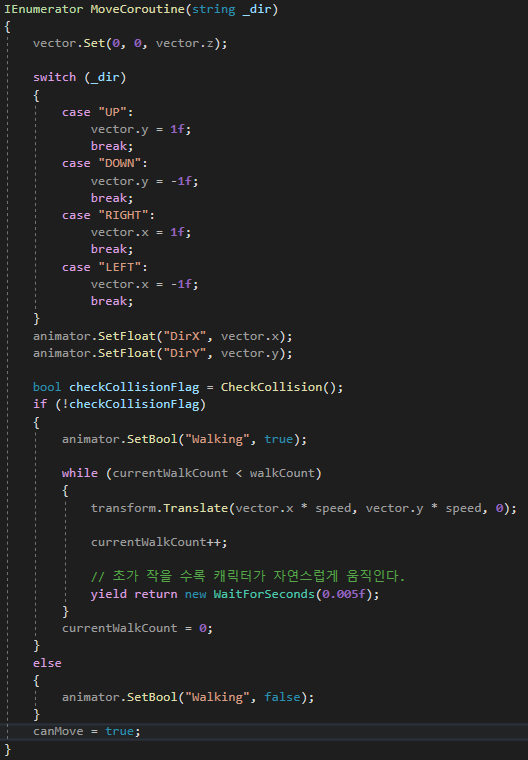 IEnumerator MoveCoroutine(string _dir)
{
    vector.Set(0, 0, vector.z);

    switch (_dir)
    {
        case "UP":
            vector.y = 1f;
            break;
        case "DOWN":
            vector.y = -1f;
            break;
        case "RIGHT":
            vector.x = 1f;
            break;
        case "LEFT":
            vector.x = -1f;
            break;
    }
    animator.SetFloat("DirX", vector.x);
    animator.SetFloat("DirY", vector.y);

    bool checkCollisionFlag = CheckCollision();
    if (!checkCollisionFlag)
    {
        animator.SetBool("Walking", true);

        while (currentWalkCount < walkCount)
        {
            transform.Translate(vector.x * speed, vector.y * speed, 0);

            currentWalkCount++;

            // 초가 작을 수록 캐릭터가 자연스럽게 움직인다.
            yield return new WaitForSeconds(0.005f);
        }
        currentWalkCount = 0;
    }
    else
    {
        animator.SetBool("Walking", false);
    }
    canMove = true;
}